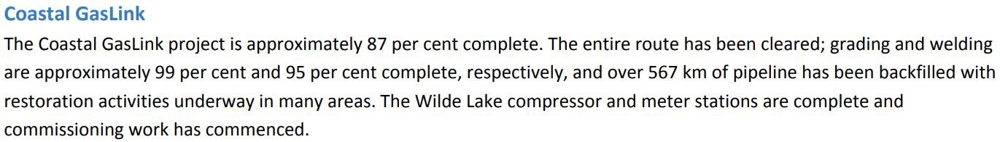 Coastal GasLink
The Coastal GasLink project is approximately 87 per cent complete. The entire route has been cleared; grading and welding
are approximately 99 per cent and 95 per cent complete, respectively, and over 567 km of pipeline has been backfilled with
restoration activities underway in many areas. The Wilde Lake compressor and meter stations are complete and
commissioning work has commenced.